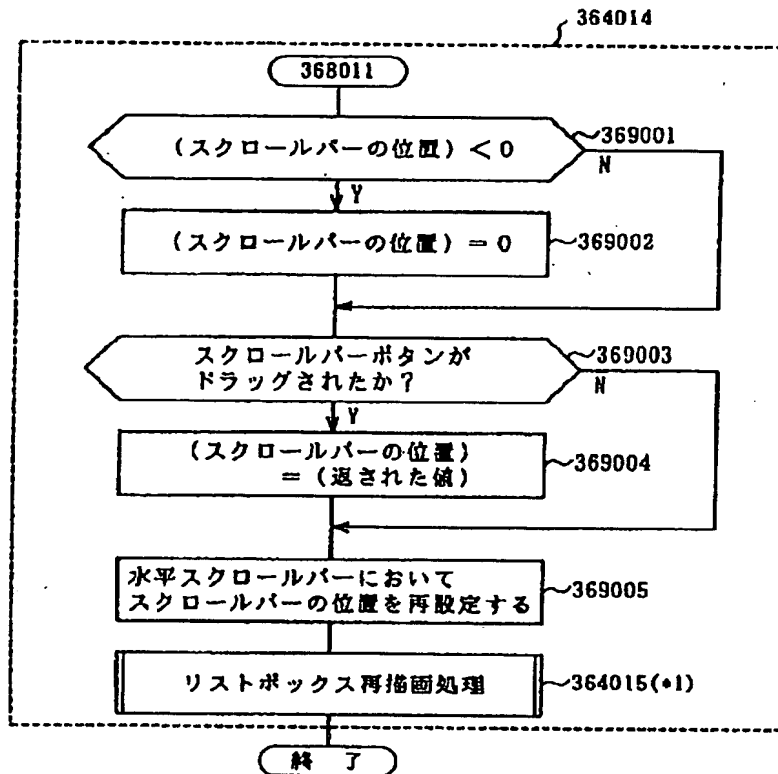 364014
368011
(スクロールバーの位置)<0
369001
N
Y
(スクロールバーの位置)=0
369002
スクロールバーボタンが
ドラッグされたか?
369003
N
Y
(スクロールバーの位置)
=(返された値)
369004
水平スクロールバーにおいて
スクロールバーの位置を再設定する
369005
リストボックス再描画処理
364015(*1)
終 了